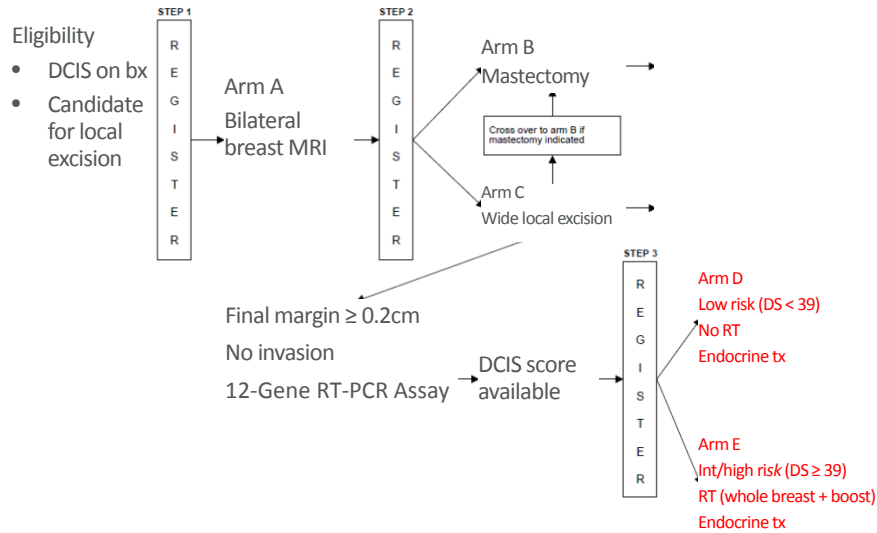 STEP 1
STEP 2
Eligibility
• DCIS on bx
• Candidate
for local
excision
R
E
G
I
S
T
E
R
Arm A
Bilateral
breast MRI
R
E
G
I
S
T
E
R
Arm B
Mastectomy
Cross over to arm B if
mastectomy indicated
Arm C
Wide local excision
Final margin ≥ 0.2cm
No invasion
12-Gene RT-PCR Assay
DCIS score
available
STEP 3
R
E
G
I
S
T
E
R
Arm D
Low risk (DS < 39)
No RT
Endocrine tx
Arm E
Int/high risk (DS ≥ 39)
RT (whole breast + boost)
Endocrine tx